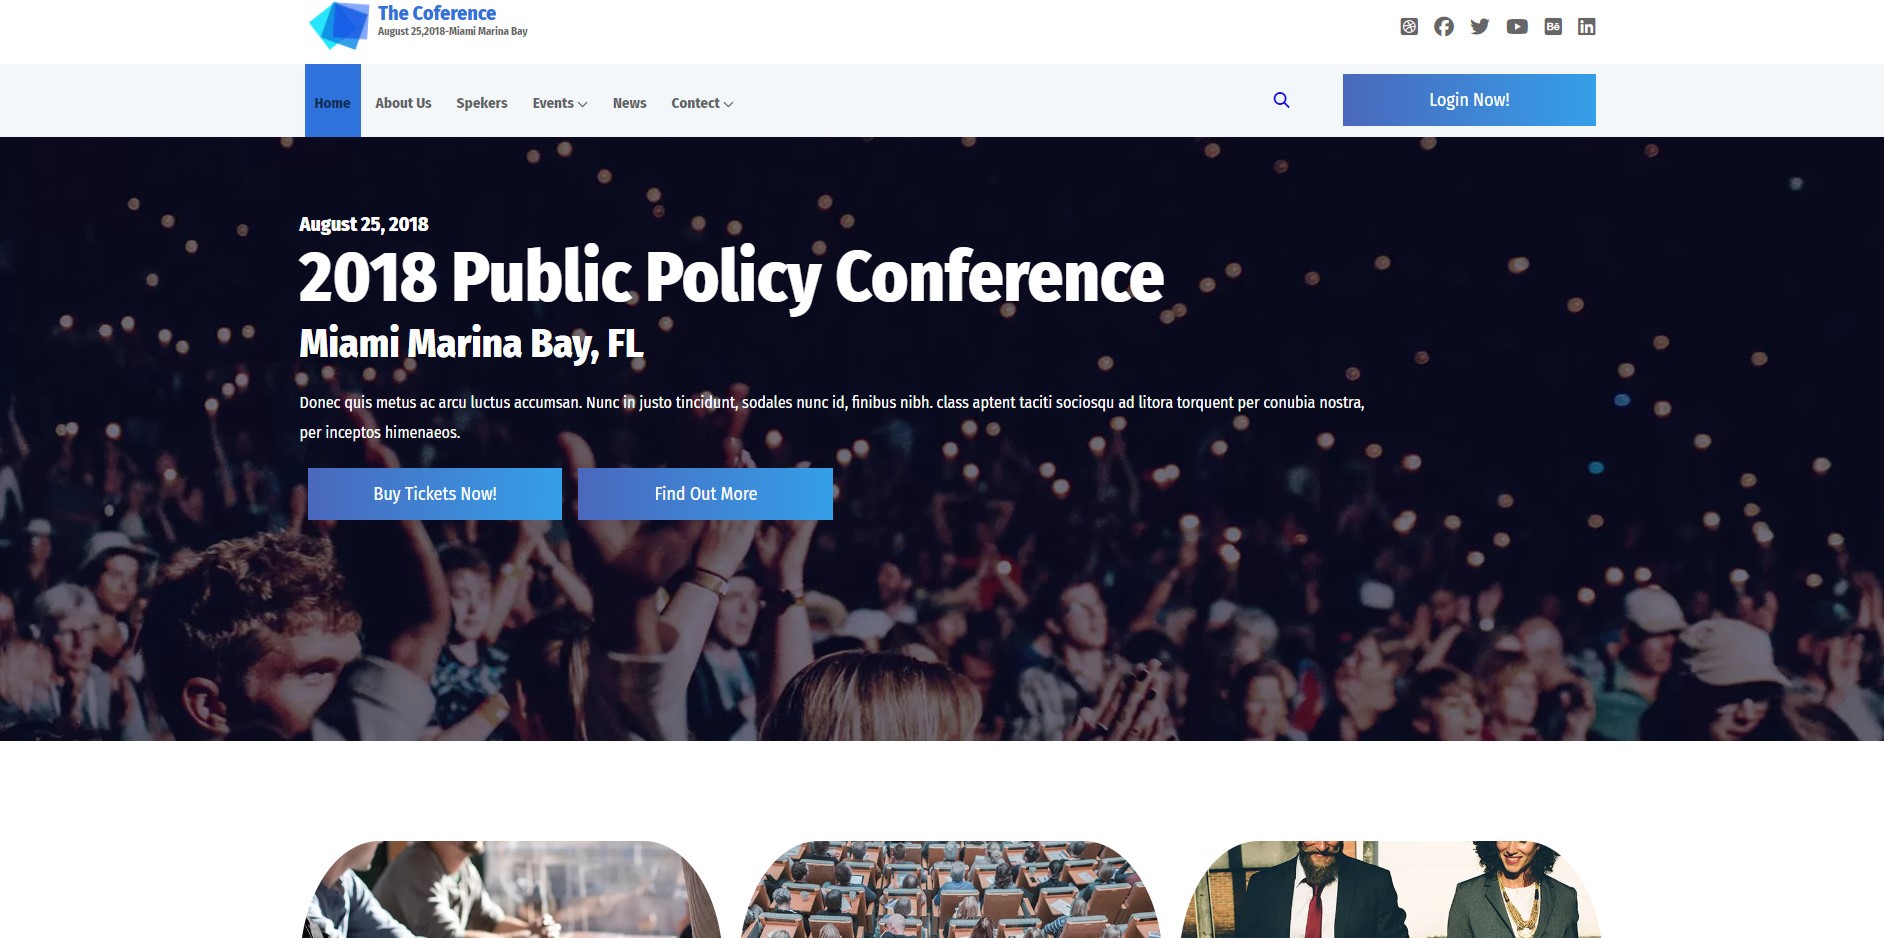 The Coference
August 25,2018-Miami Marina Bay
Home About Us Spekers Events News Contect
Login Now!
August 25, 2018
2018 Public Policy Conference
Miami Marina Bay, FL
Donec quis metus ac arcu luctus accumsan. Nunc in justo tincidunt, sodales nunc id, finibus nibh. class aptent taciti sociosqu ad litora torquent per conubia nostra,
per inceptos himenaeos.
Buy Tickets Now! Find Out More